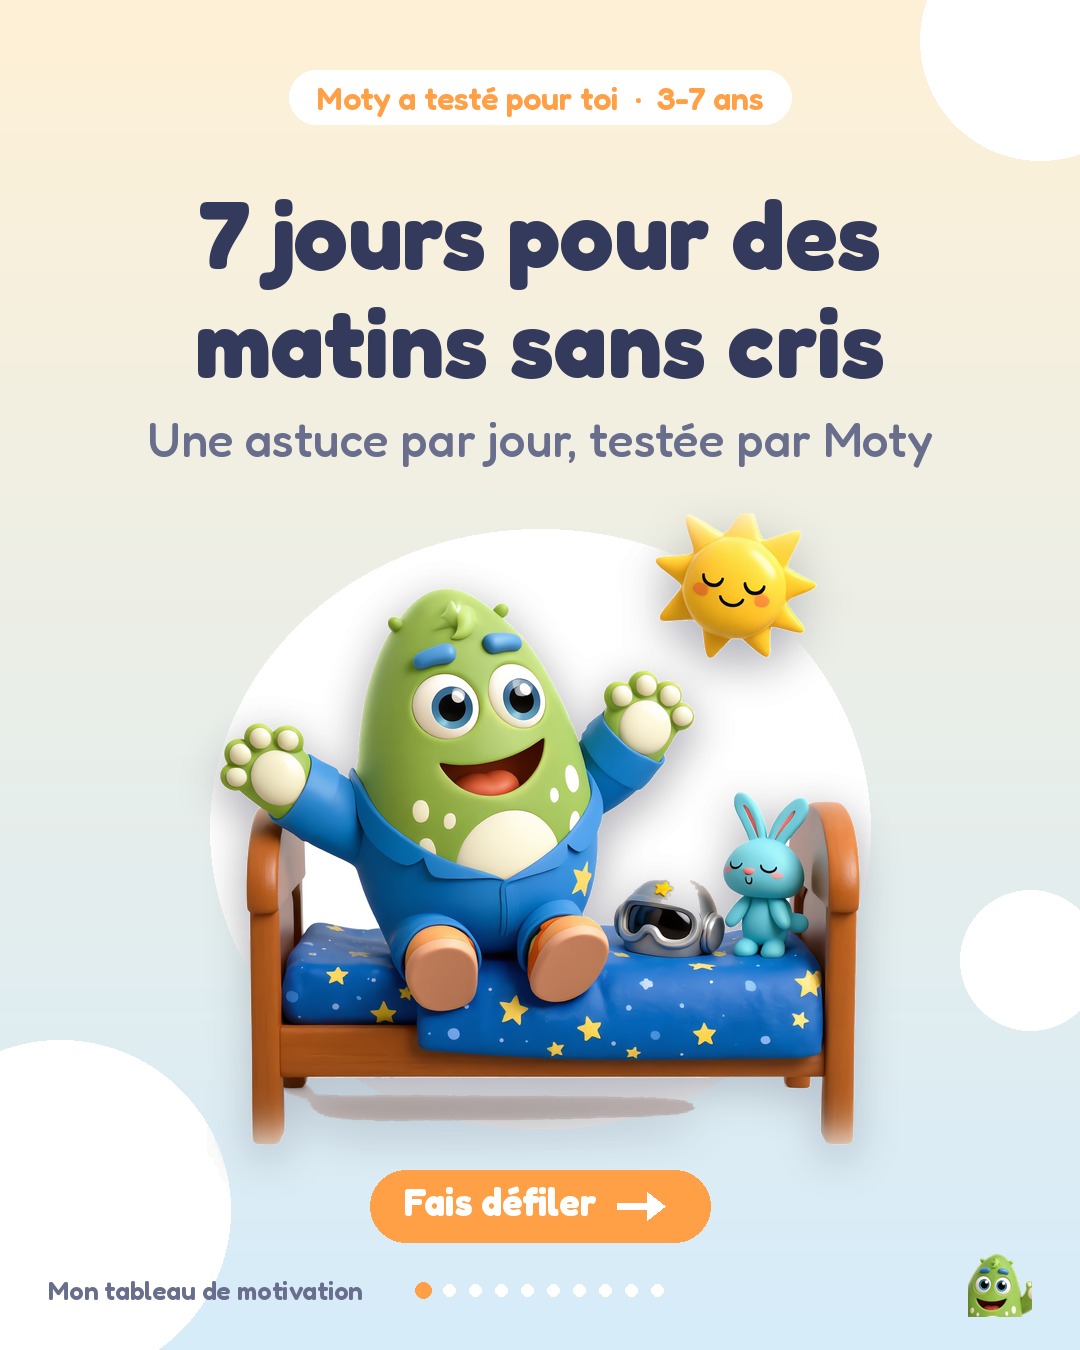 Moty a testé pour toi · 3-7 ans
7 jours pour des
matins sans cris
Une astuce par jour, testée par Moty
Fais défiler →
Mon tableau de motivation